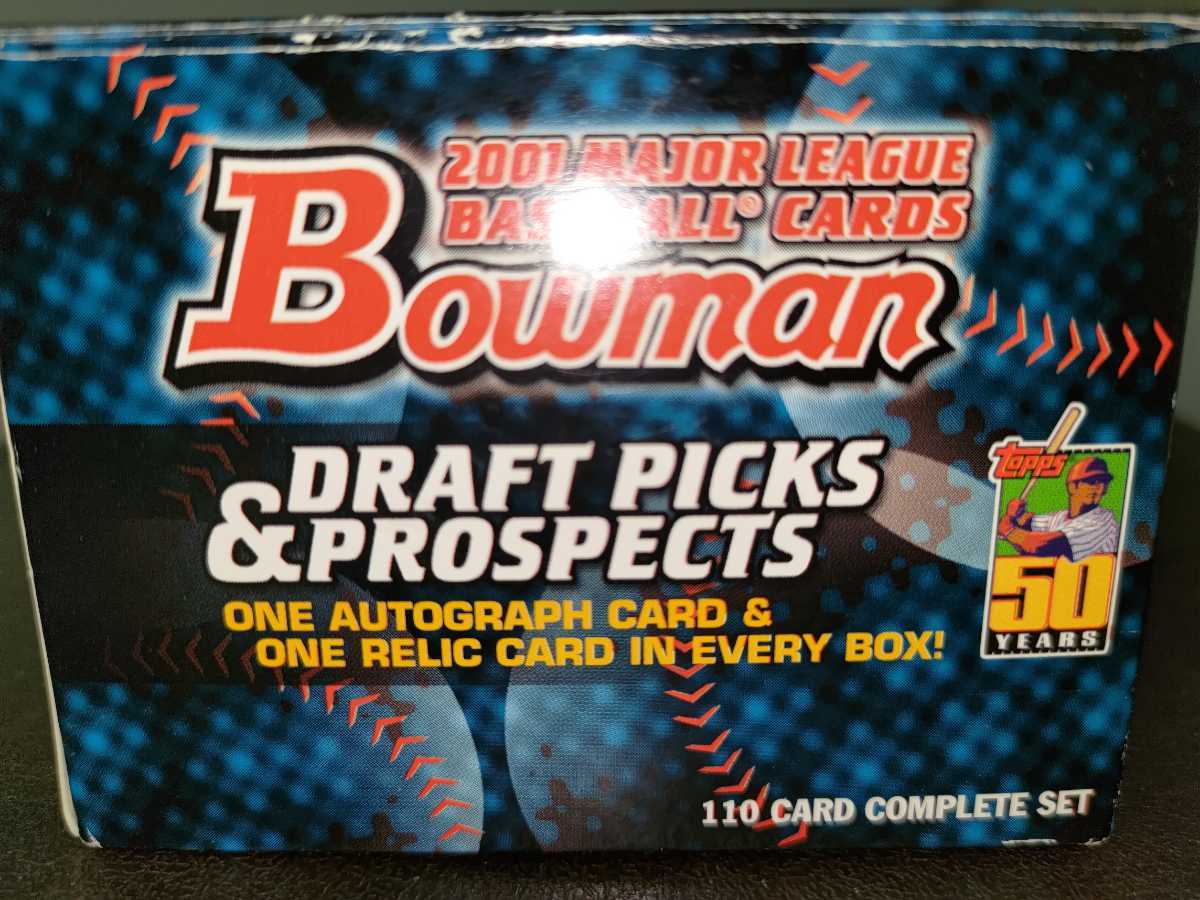 2001 MAJOR LEAGUE
BASEBALL® CARDS
BOWMAN
DRAFT PICKS
& PROSPECTS
ONE AUTOGRAPH CARD &
ONE RELIC CARD IN EVERY BOX!
topps
50
YEARS
110 CARD COMPLETE SET